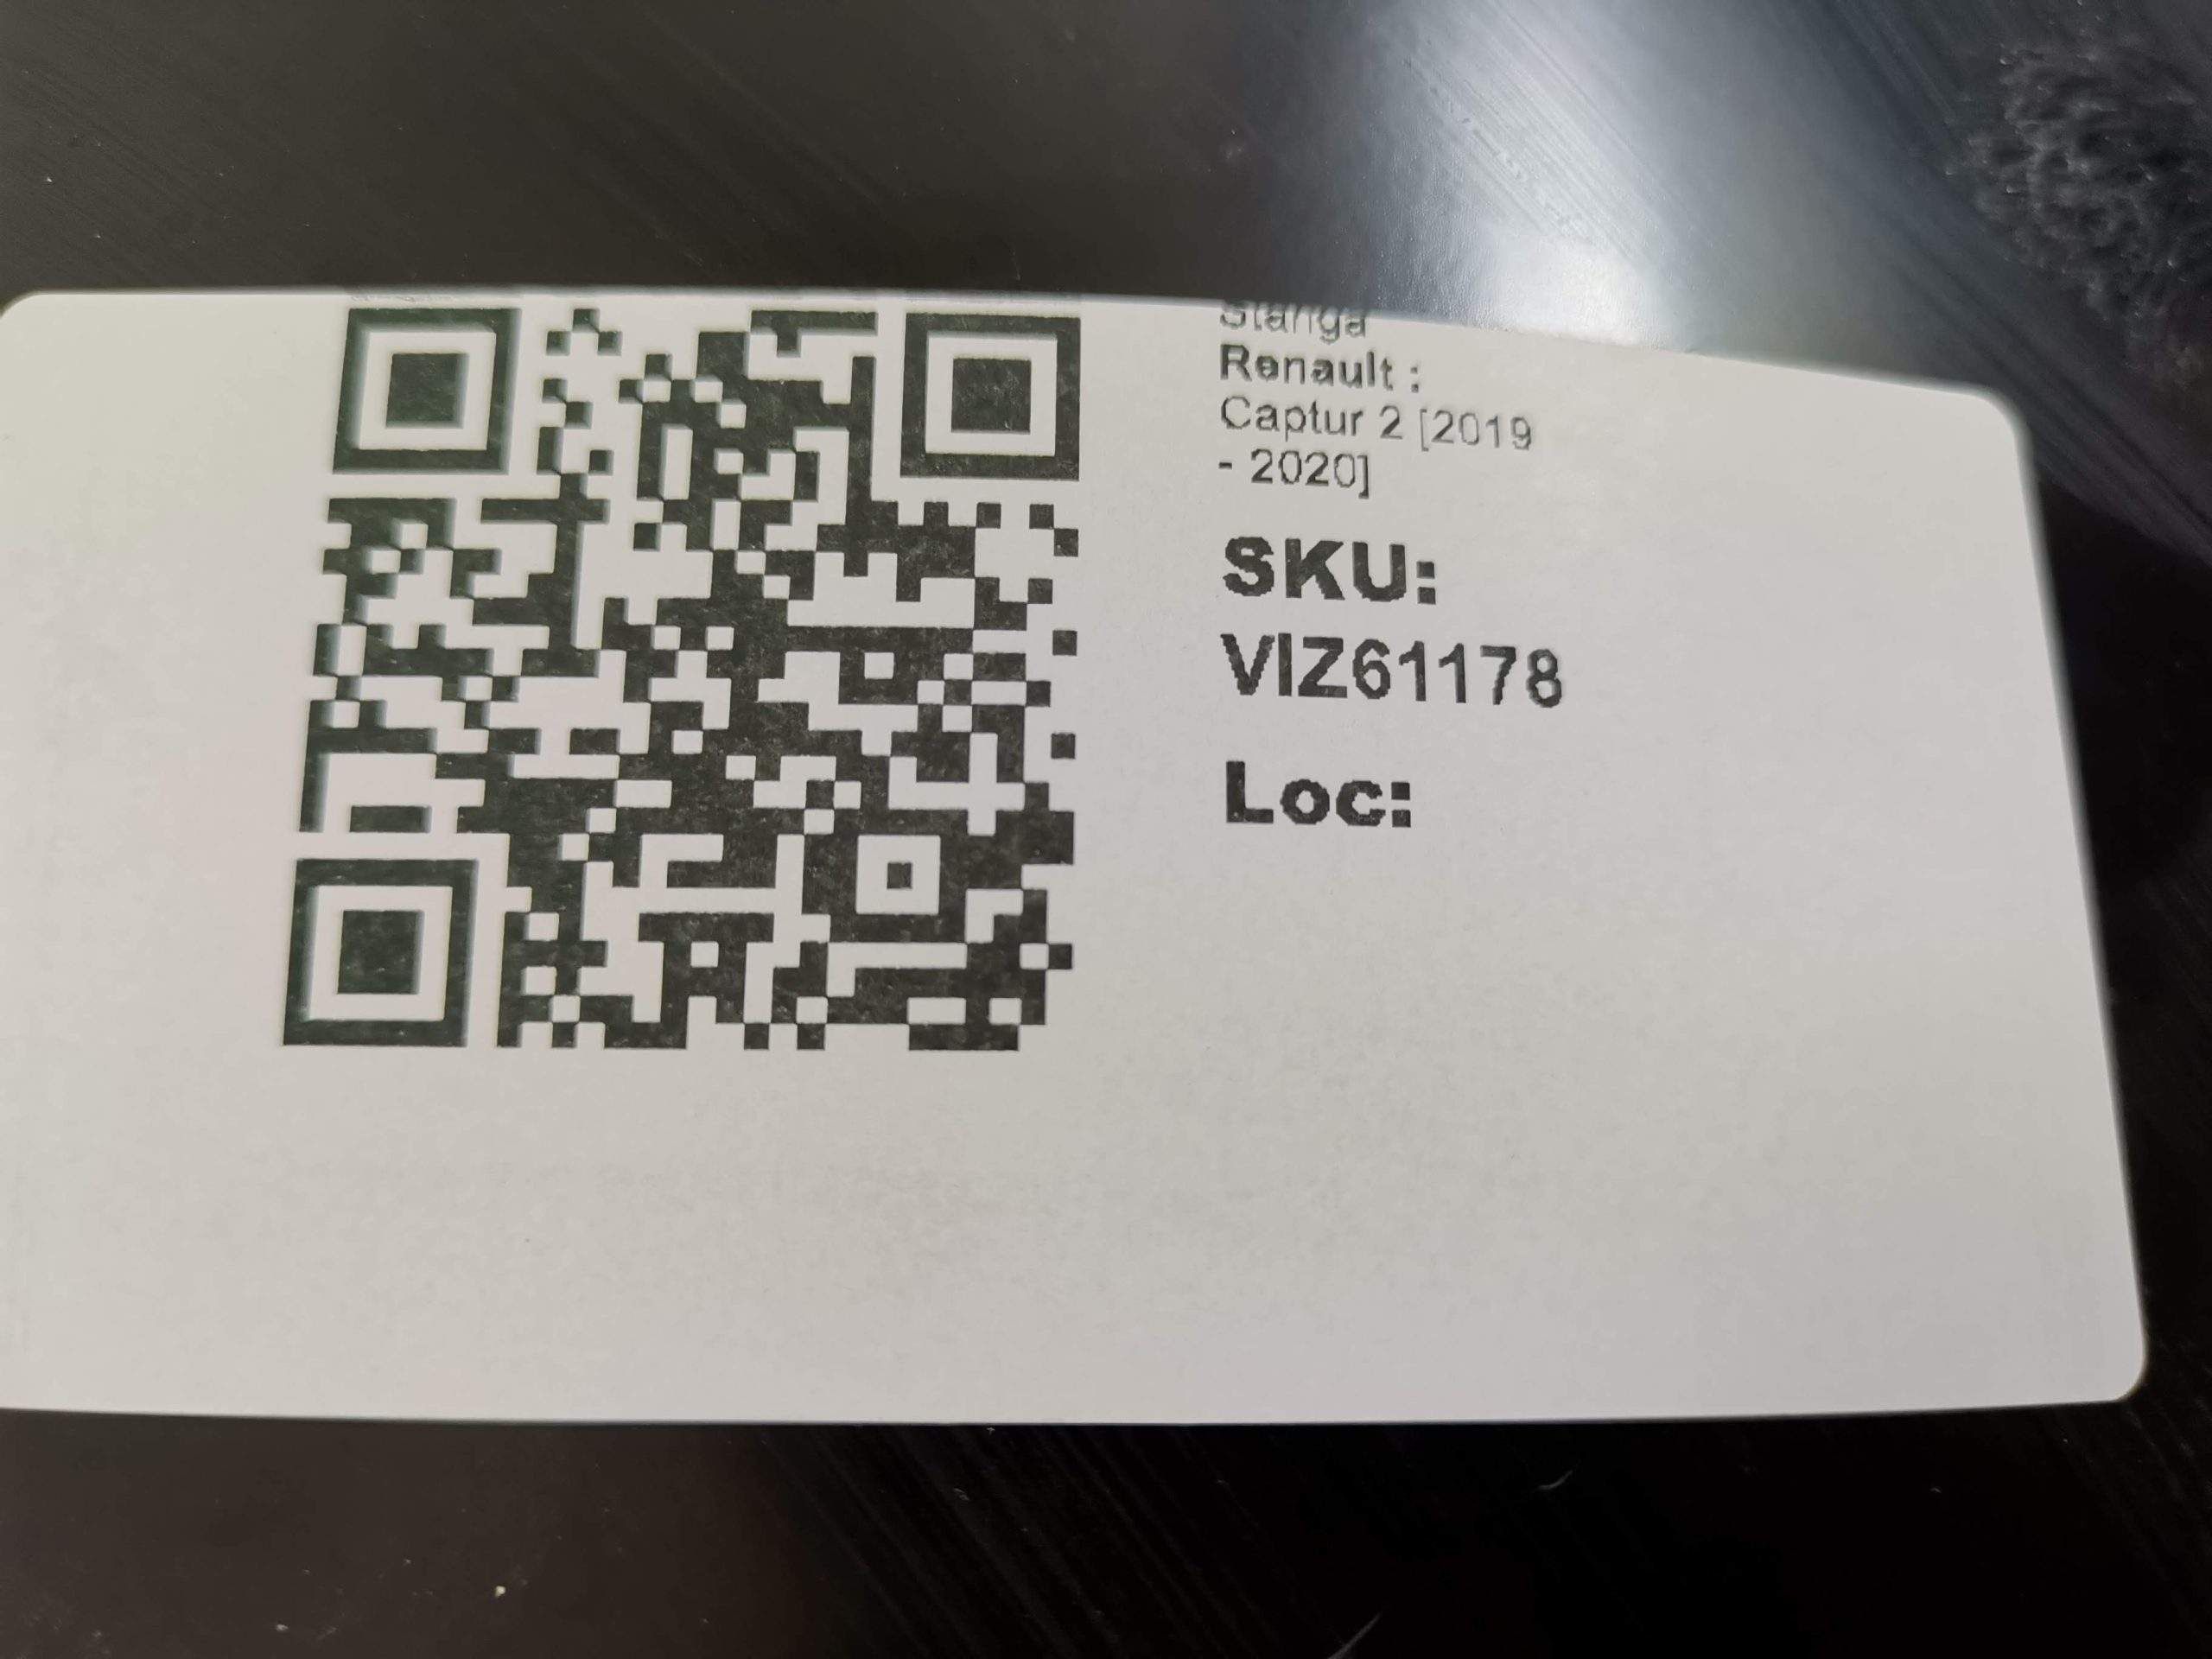 Stanga
Renault :
Captur 2 [2019
- 2020]
SKU:
VIZ61178
Loc: